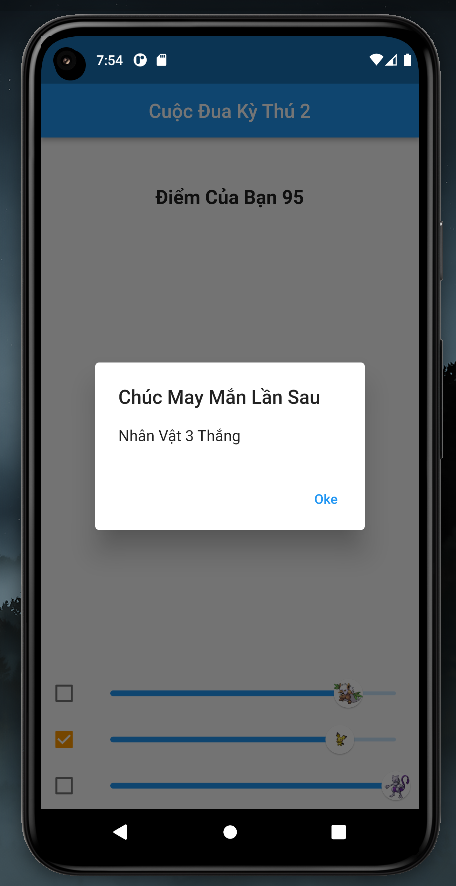 7:54
Cuộc Đua Kỳ Thú 2
Điểm Của Bạn 95
Chúc May Mắn Lần Sau
Nhân Vật 3 Thắng
Oke